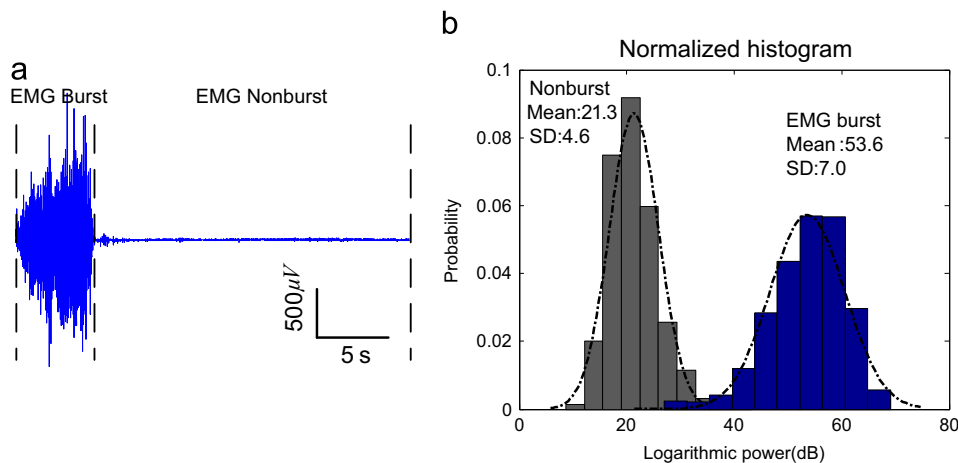 a
EMG Burst
EMG Nonburst
500μV
5 s
b
Normalized histogram
Nonburst
Mean:21.3
SD:4.6
EMG burst
Mean :53.6
SD:7.0
Probability
0.1
0.08
0.06
0.04
0.02
0
0
20
40
60
80
Logarithmic power(dB)